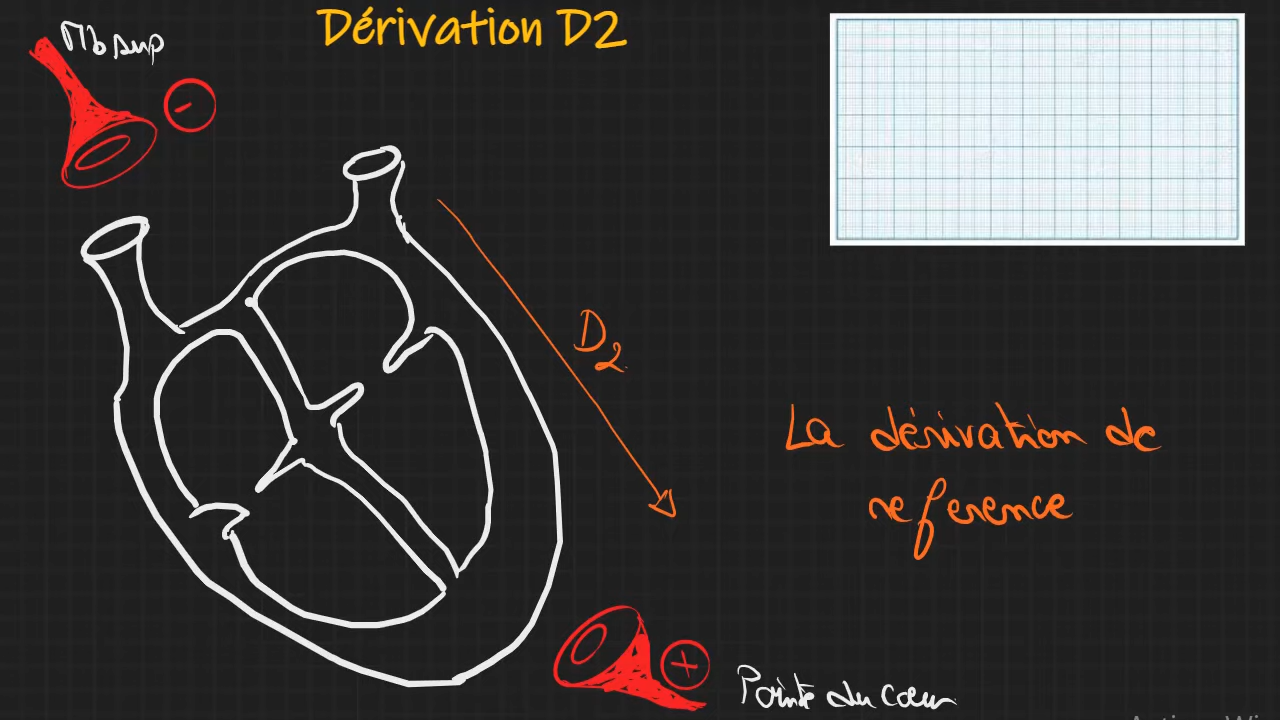 Dérivation D2
Mb sup
-
D2
La dérivation de
reference
+
Pointe du coeur